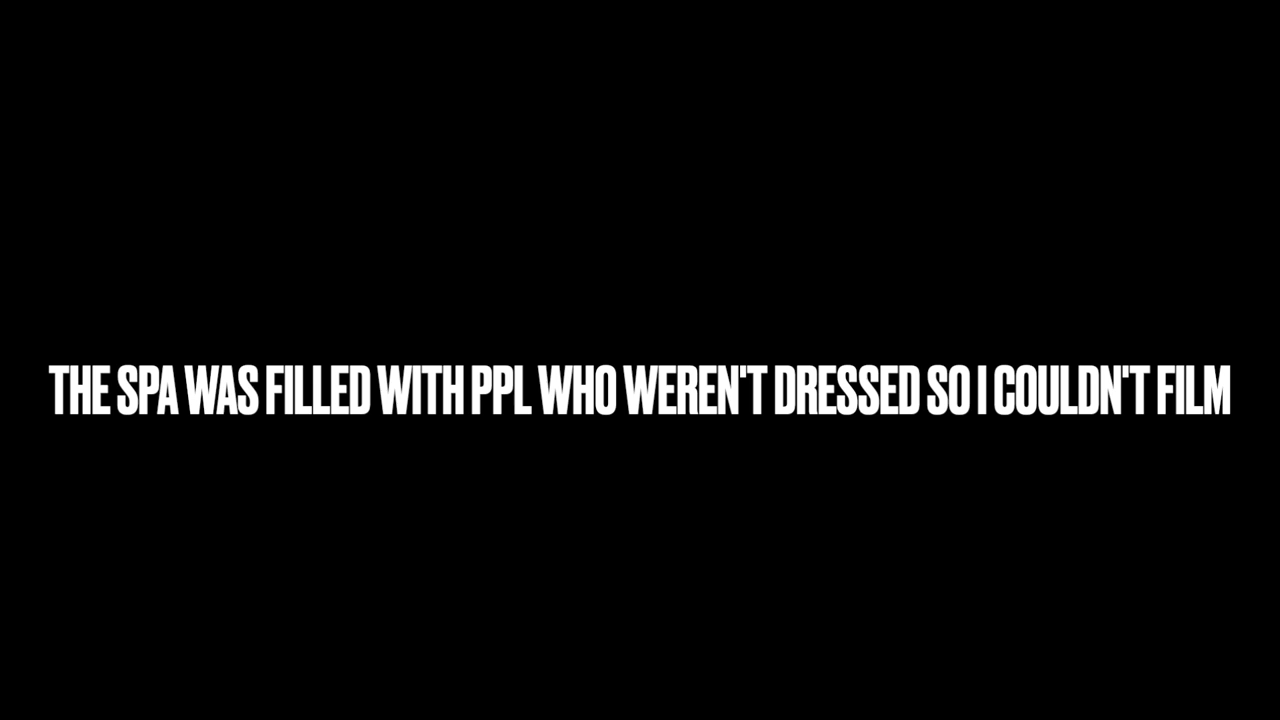 THE SPA WAS FILLED WITH PPL WHO WEREN'T DRESSED SO I COULDN'T FILM